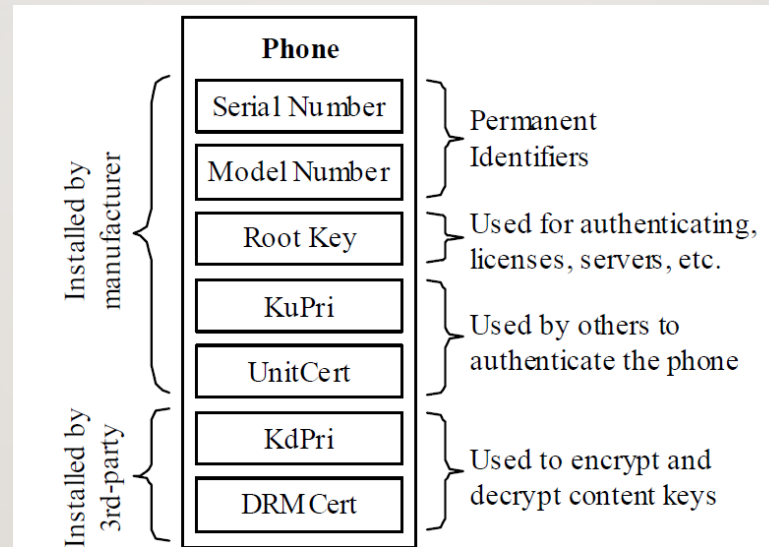 Phone
Serial Number
Model Number
Root Key
KuPri
UnitCert
KdPri
DRMCert
Installed by
manufacturer
Installed by
3rd-party
Permanent
Identifiers
Used for authenticating,
licenses, servers, etc.
Used by others to
authenticate the phone
Used to encrypt and
decrypt content keys